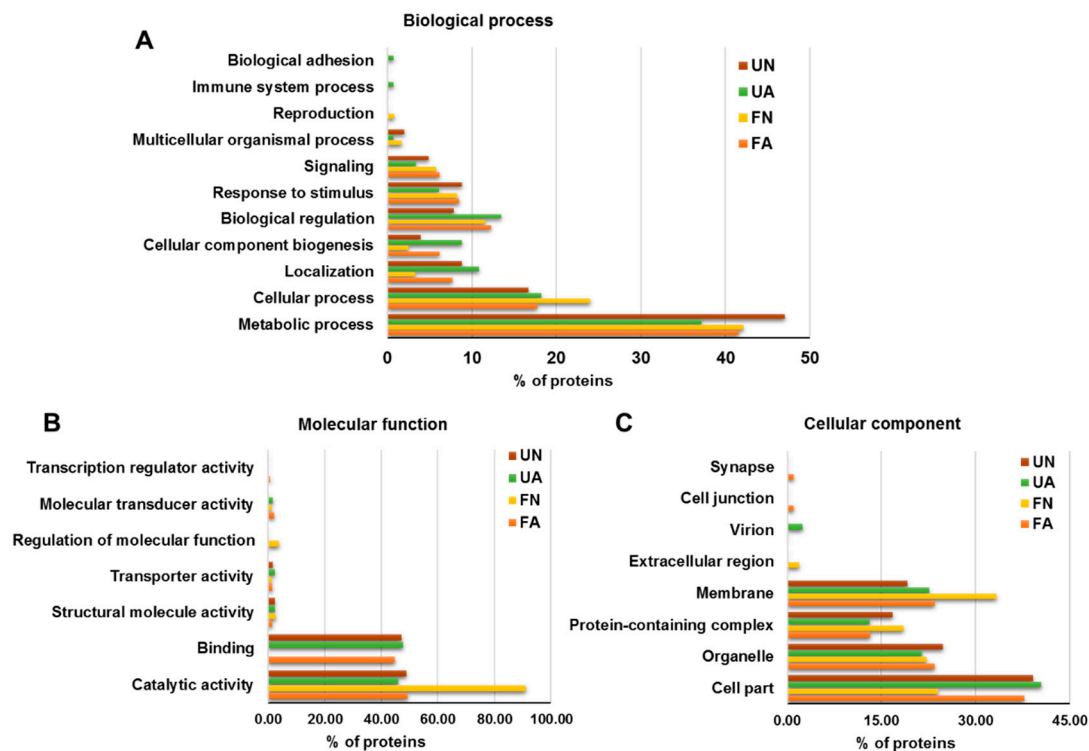 A
Biological process
Biological adhesion
Immune system process
Reproduction
Multicellular organismal process
Signaling
Response to stimulus
Biological regulation
Cellular component biogenesis
Localization
Cellular process
Metabolic process
UN
UA
FN
FA
0 10 20 30 40 50
% of proteins
B
Molecular function
Transcription regulator activity
Molecular transducer activity
Regulation of molecular function
Transporter activity
Structural molecule activity
Binding
Catalytic activity
UN
UA
FN
FA
0.00 20.00 40.00 60.00 80.00 100.00
% of proteins
C
Cellular component
Synapse
Cell junction
Virion
Extracellular region
Membrane
Protein-containing complex
Organelle
Cell part
UN
UA
FN
FA
0.00 15.00 30.00 45.00
% of proteins